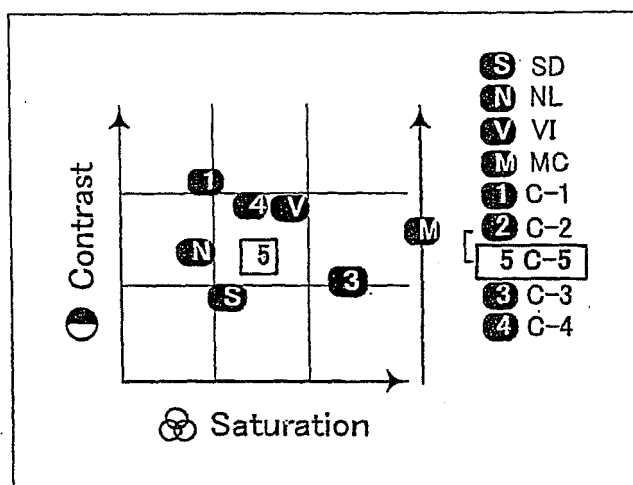 S SD
N NL
V VI
M MC
1 C-1
2 C-2
5 C-5
3 C-3
4 C-4
Contrast
1
4 V
M
N 5
3
S
Saturation